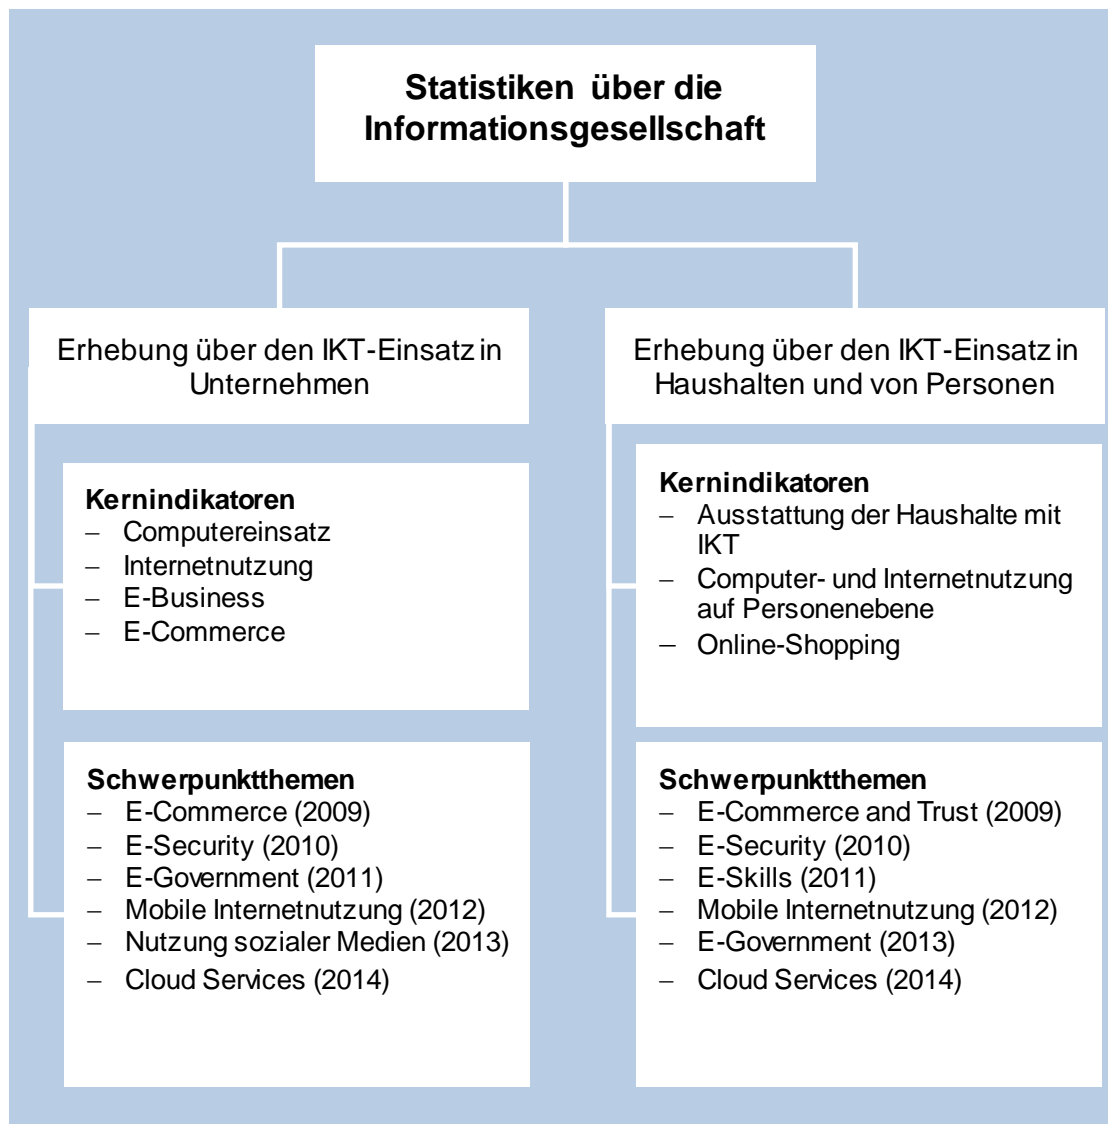 Statistiken über die
Informationsgesellschaft
Erhebung über den IKT-Einsatz in
Unternehmen
Kernindikatoren
– Computereinsatz
– Internetnutzung
– E-Business
– E-Commerce
Schwerpunktthemen
– E-Commerce (2009)
– E-Security (2010)
– E-Government (2011)
– Mobile Internetnutzung (2012)
– Nutzung sozialer Medien (2013)
– Cloud Services (2014)
Erhebung über den IKT-Einsatz in
Haushalten und von Personen
Kernindikatoren
– Ausstattung der Haushalte mit
IKT
– Computer- und Internetnutzung
auf Personenebene
– Online-Shopping
Schwerpunktthemen
– E-Commerce and Trust (2009)
– E-Security (2010)
– E-Skills (2011)
– Mobile Internetnutzung (2012)
– E-Government (2013)
– Cloud Services (2014)